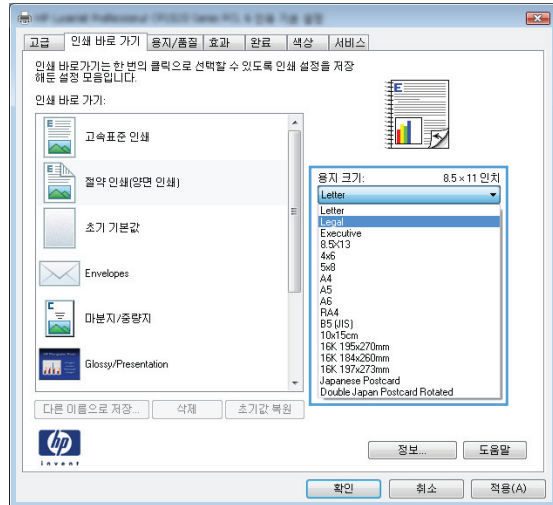 고급
인쇄 바로 가기
용지/품질
효과
완료
색상
서비스
인쇄 바로가기는 한 번의 클릭으로 선택할 수 있도록 인쇄 설정을 저장
해둔 설정 모음입니다.
인쇄 바로 가기:
고속표준 인쇄
절약 인쇄(양면 인쇄)
초기 기본값
Envelopes
마분지/중량지
Glossy/Presentation
용지 크기: 8.5 × 11 인치
Letter
Letter
Legal
Executive
8.5X13
4x6
5x8
A4
A5
A6
RA4
B5 (JIS)
10x15cm
16K 195x270mm
16K 184x260mm
16K 197x273mm
Japanese Postcard
Double Japan Postcard Rotated
다른 이름으로 저장...
삭제
초기값 복원
hp
invent
정보...
도움말
확인
취소
적용(A)